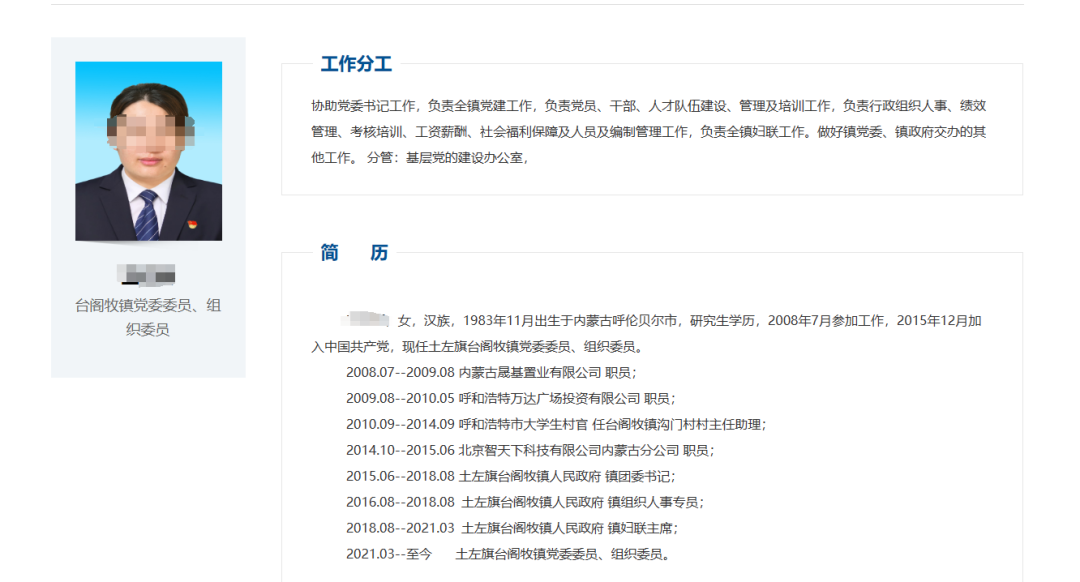 工作分工
协助党委书记工作，负责全镇党建工作，负责党员、干部、人才队伍建设、管理及培训工作，负责行政组织人事、绩效
管理、考核培训、工资薪酬、社会福利保障及人员及编制管理工作，负责全镇妇联工作。做好镇党委、镇政府交办的其
他工作。 分管：基层党的建设办公室，
台阁牧镇党委委员、组
织委员
简 历
女，汉族，1983年11月出生于内蒙古呼伦贝尔市，研究生学历，2008年7月参加工作，2015年12月加
入中国共产党，现任土左旗台阁牧镇党委委员、组织委员。
2008.07--2009.08 内蒙古晟基置业有限公司 职员；
2009.08--2010.05 呼和浩特万达广场投资有限公司 职员；
2010.09--2014.09 呼和浩特市大学生村官 任台阁牧镇沟门村村主任助理；
2014.10--2015.06 北京智天下科技有限公司内蒙古分公司 职员；
2015.06--2018.08 土左旗台阁牧镇人民政府 镇团委书记；
2016.08--2018.08 土左旗台阁牧镇人民政府 镇组织人事专员；
2018.08--2021.03 土左旗台阁牧镇人民政府 镇妇联主席；
2021.03--至今 土左旗台阁牧镇党委委员、组织委员。